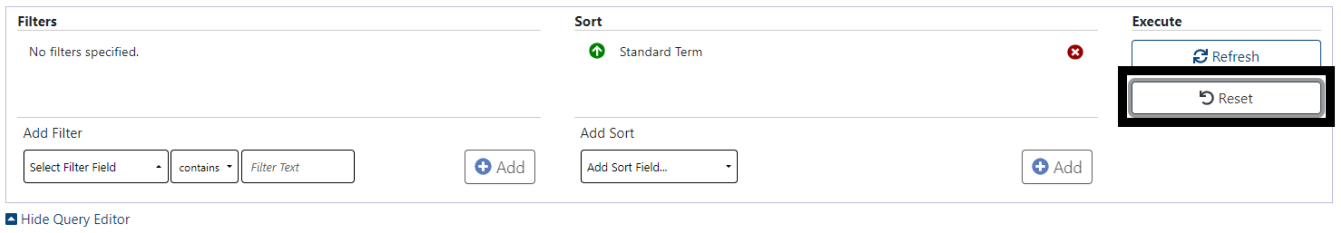 Filters
No filters specified.
Add Filter
Select Filter Field contains Filter Text Add
Sort
Standard Term
Add Sort
Add Sort Field... Add
Execute
Refresh
Reset
Hide Query Editor